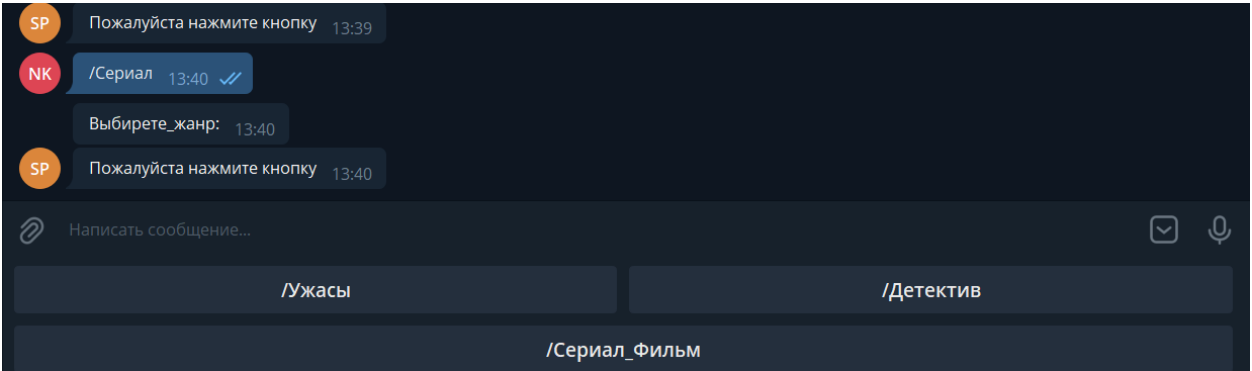 SP Пожалуйста нажмите кнопку 13:39
NK /Сериал 13:40
Выбирете_жанр: 13:40
SP Пожалуйста нажмите кнопку 13:40
Написать сообщение...
/Ужасы /Детектив
/Сериал_Фильм